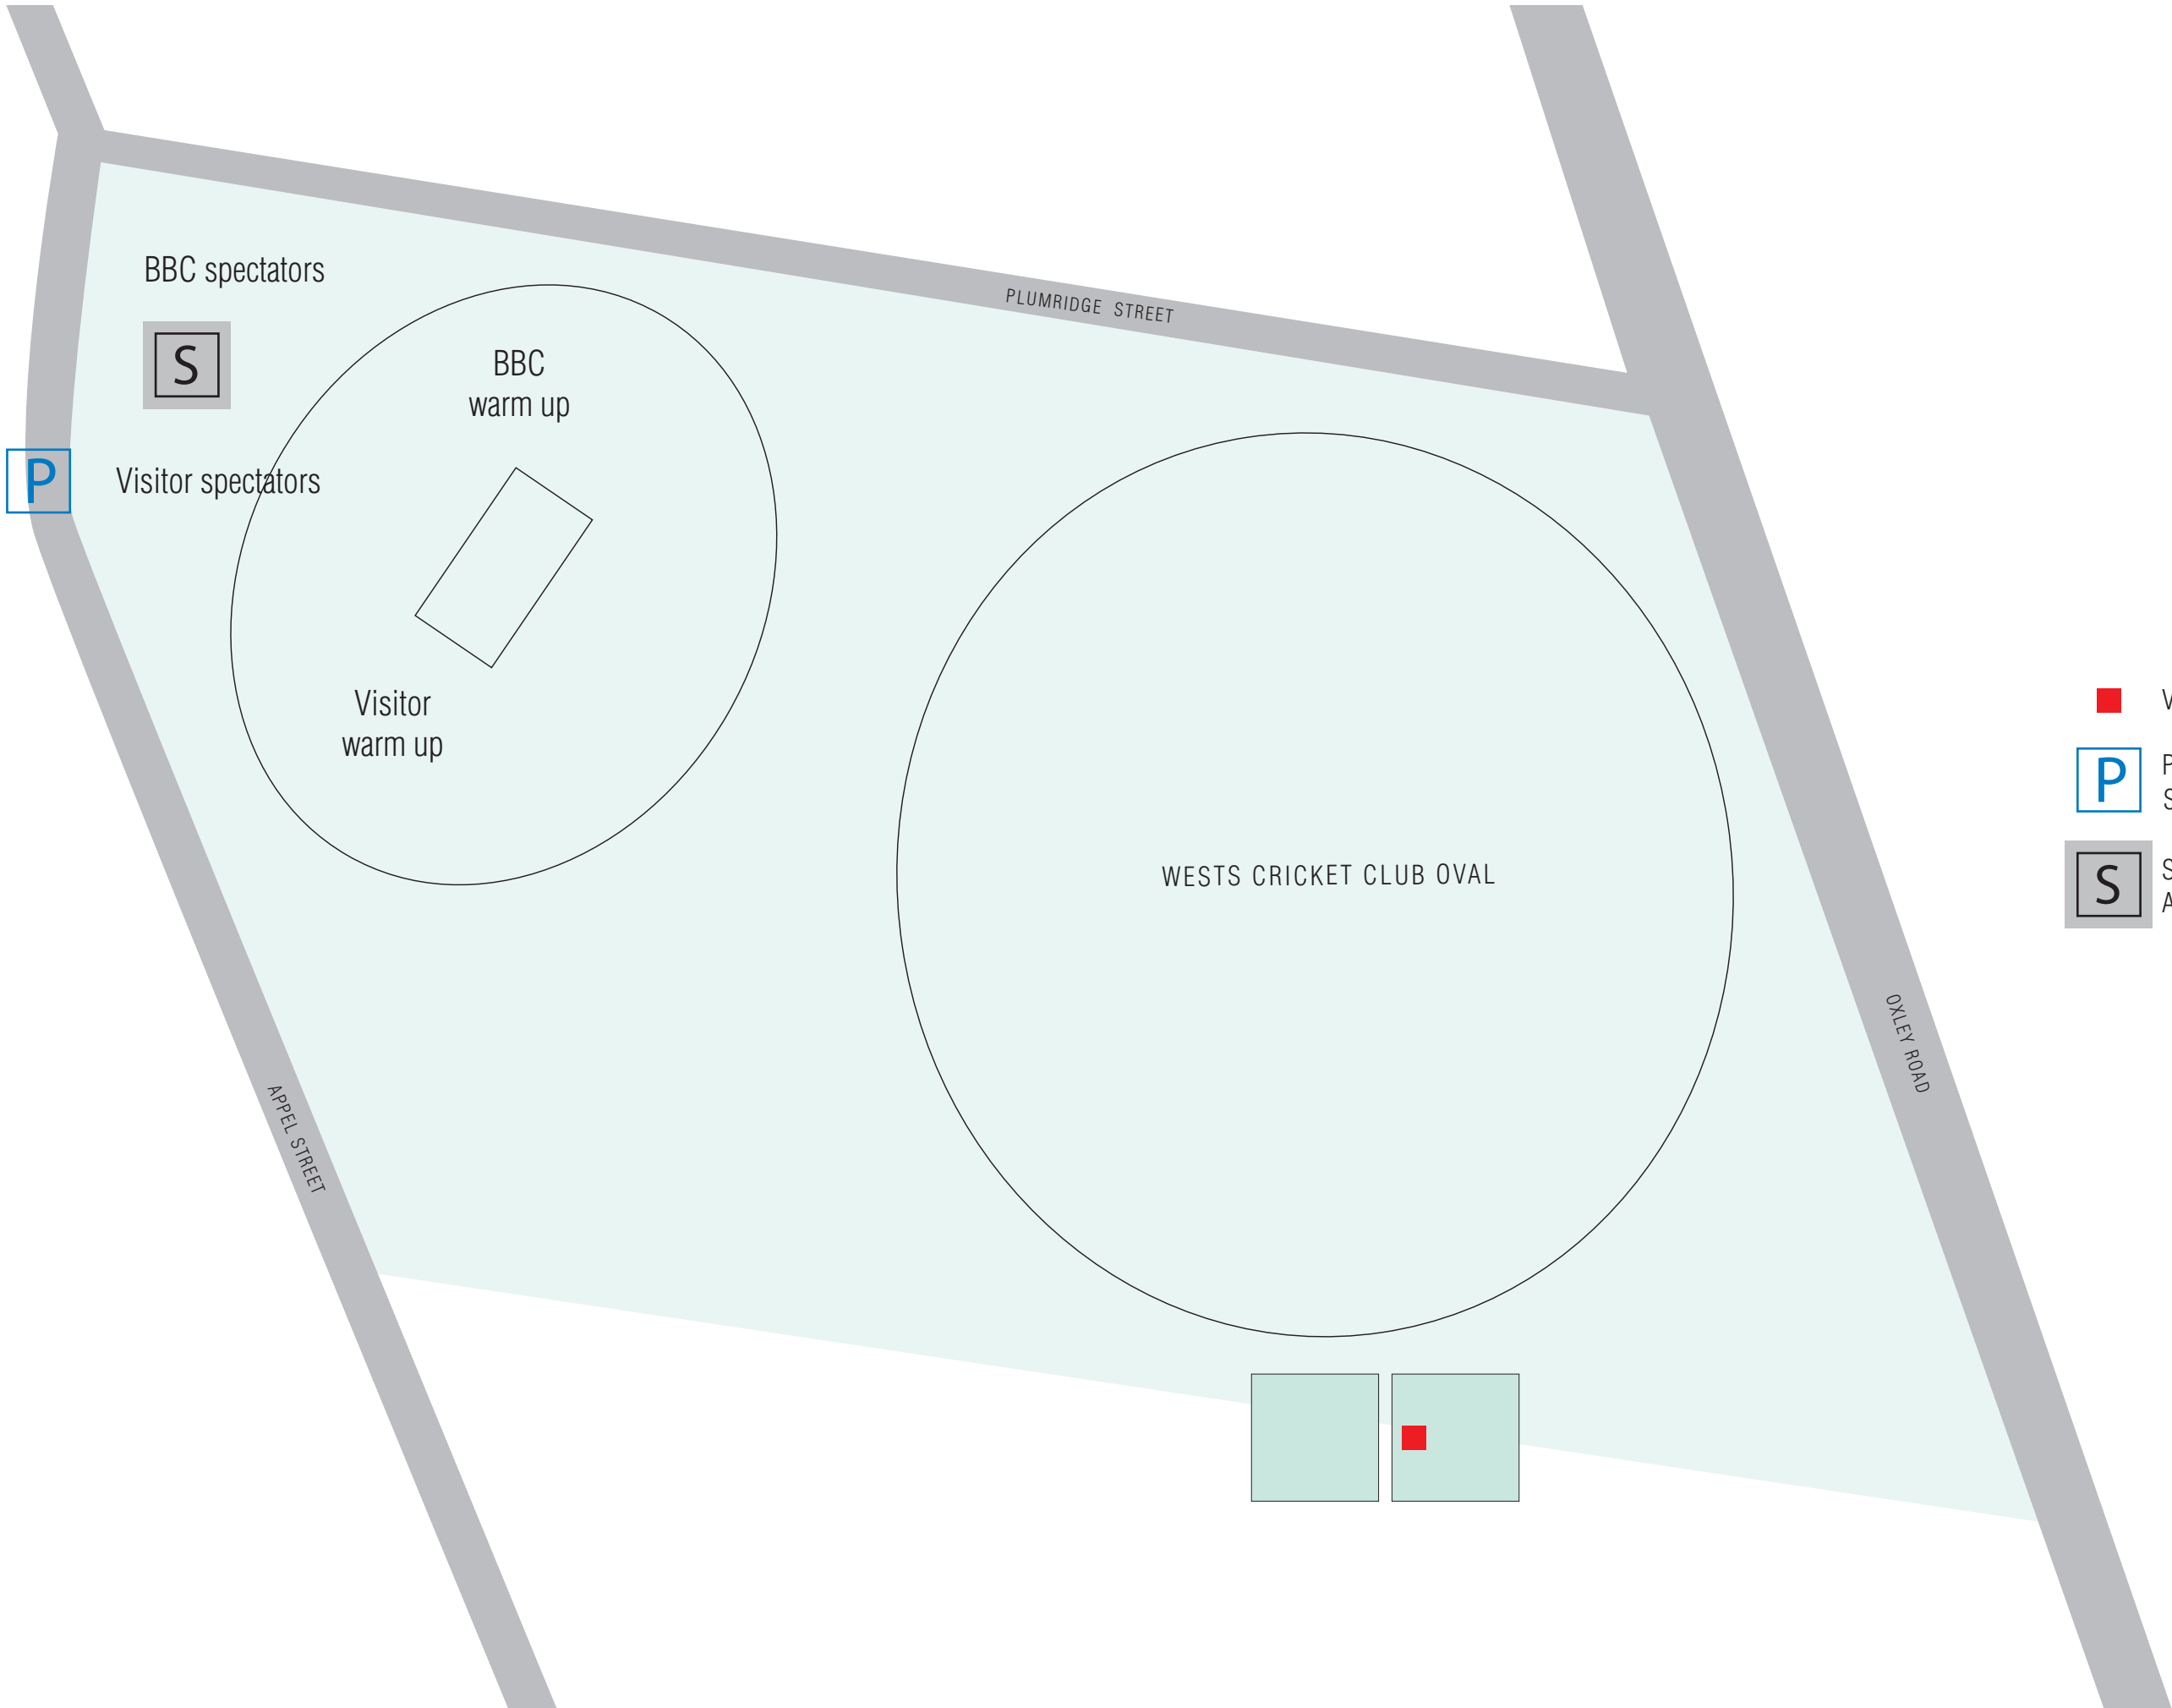 PLUMRIDGE STREET
BBC spectators
S
BBC
warm up
P
Visitor spectators
Visitor
warm up
WESTS CRICKET CLUB OVAL
OXLEY ROAD
APPEL STREET
P
S